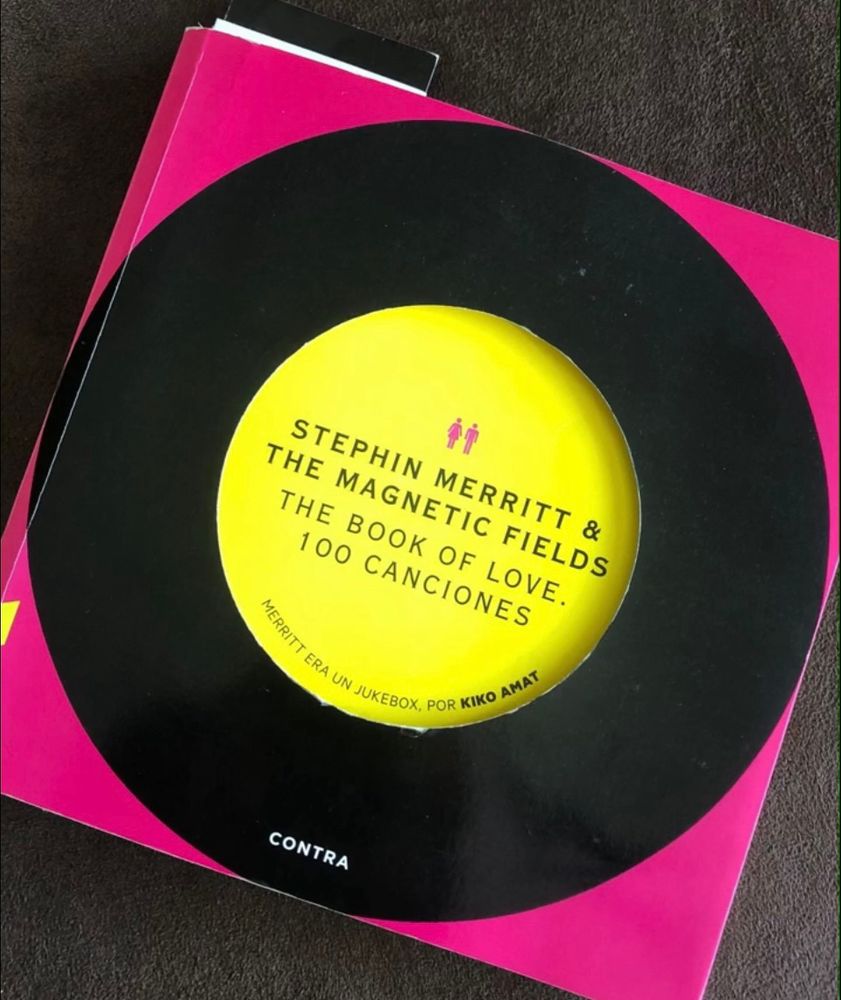 STEPHIN MERRITT &
THE MAGNETIC FIELDS
THE BOOK OF LOVE.
100 CANCIONES
MERRITT ERA UN JUKEBOX, POR KIKO AMAT
CONTRA